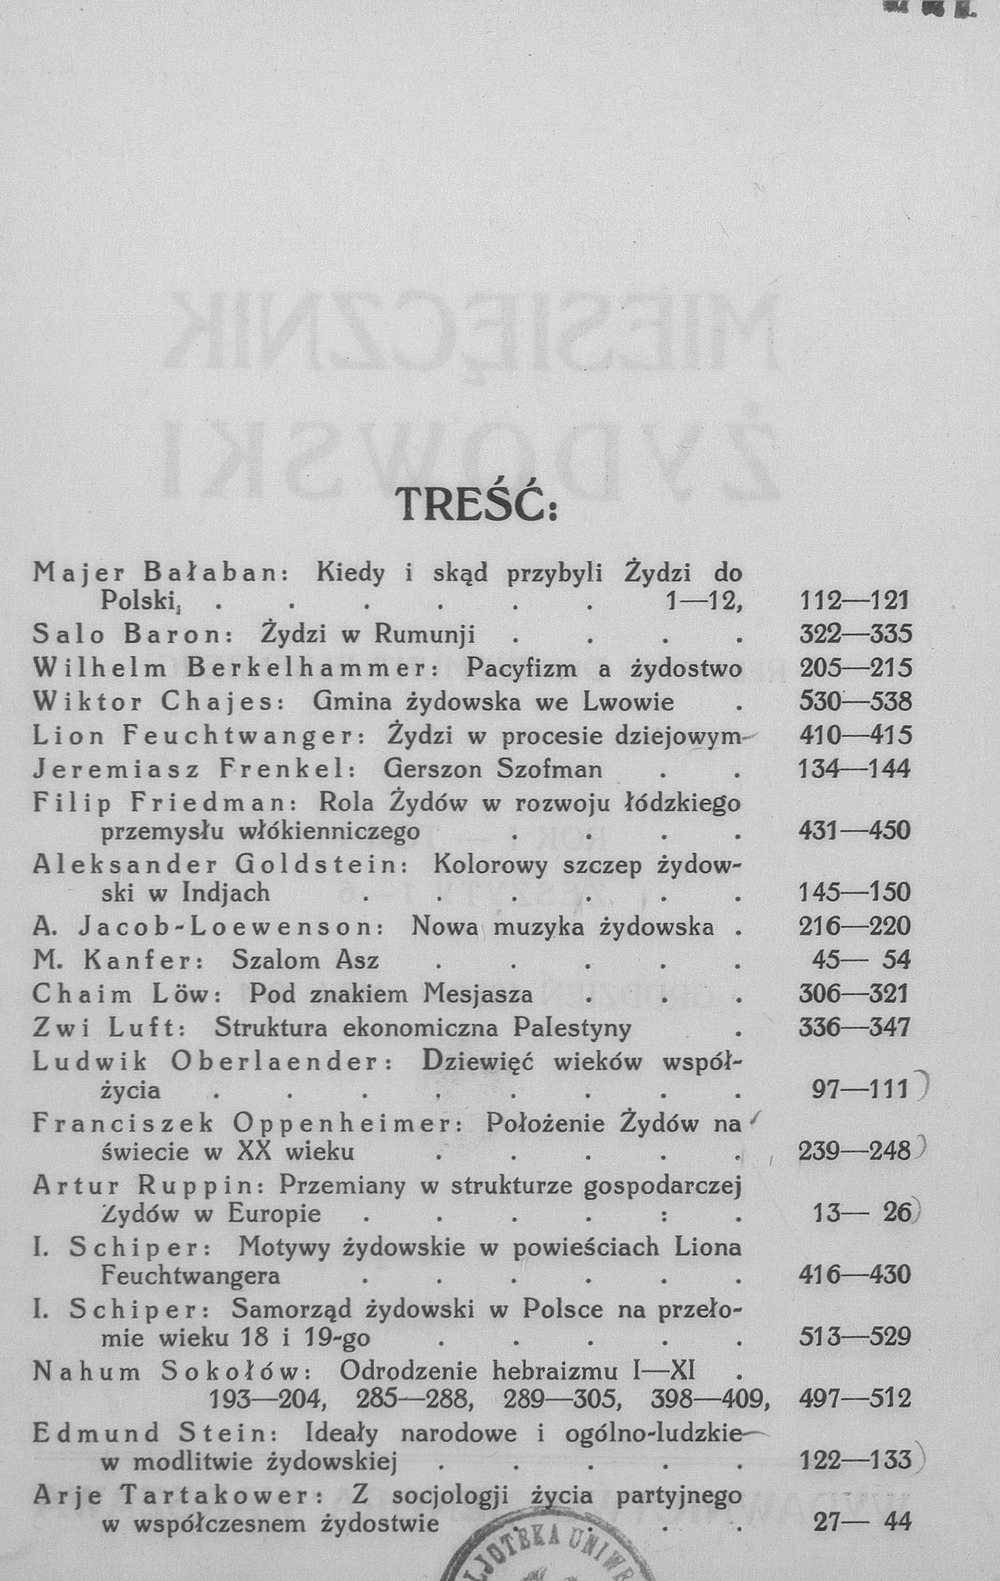 TREŚĆ:
Majer Bałaban: Kiedy i skąd przybyli Żydzi do
Polski, . . . . . . 1—12, 112—121
Salo Baron: Żydzi w Rumunji . . . . 322—335
Wilhelm Berkelhammer: Pacyfizm a żydostwo 205—215
Wiktor Chajes: Gmina żydowska we Lwowie . 530—538
Lion Feuchtwanger: Żydzi w procesie dziejowym 410—415
Jeremiasz Frenkel: Gerszon Szofman . . 134—144
Filip Friedman: Rola Żydów w rozwoju łódzkiego
przemysłu włókienniczego . . . . 431—450
Aleksander Goldstein: Kolorowy szczep żydow-
ski w Indjach . . . . . . 145—150
A. Jacob-Loewenson: Nowa muzyka żydowska . 216—220
M. Kanfer: Szalom Asz . . . . . 45— 54
Chaim Löw: Pod znakiem Mesjasza . . . 306—321
Zwi Luft: Struktura ekonomiczna Palestyny . 336—347
Ludwik Oberlaender: Dziewięć wieków współ-
życia . . . . . . . . 97—111
Franciszek Oppenheimer: Położenie Żydów na
świecie w XX wieku . . . . . 239—248
Artur Ruppin: Przemiany w strukturze gospodarczej
Żydów w Europie . . . . : . 13— 26
I. Schiper: Motywy żydowskie w powieściach Liona
Feuchtwangera . . . . . . 416—430
I. Schiper: Samorząd żydowski w Polsce na przeło-
mie wieku 18 i 19-go . . . . . 513—529
Nahum Sokołów: Odrodzenie hebraizmu I—XI .
193—204, 285—288, 289—305, 398—409, 497—512
Edmund Stein: Ideały narodowe i ogólno-ludzkie
w modlitwie żydowskiej . . . . . 122—133
Arje Tartakower: Z socjologji życia partyjnego
w współczesnem żydostwie . . . . 27— 44